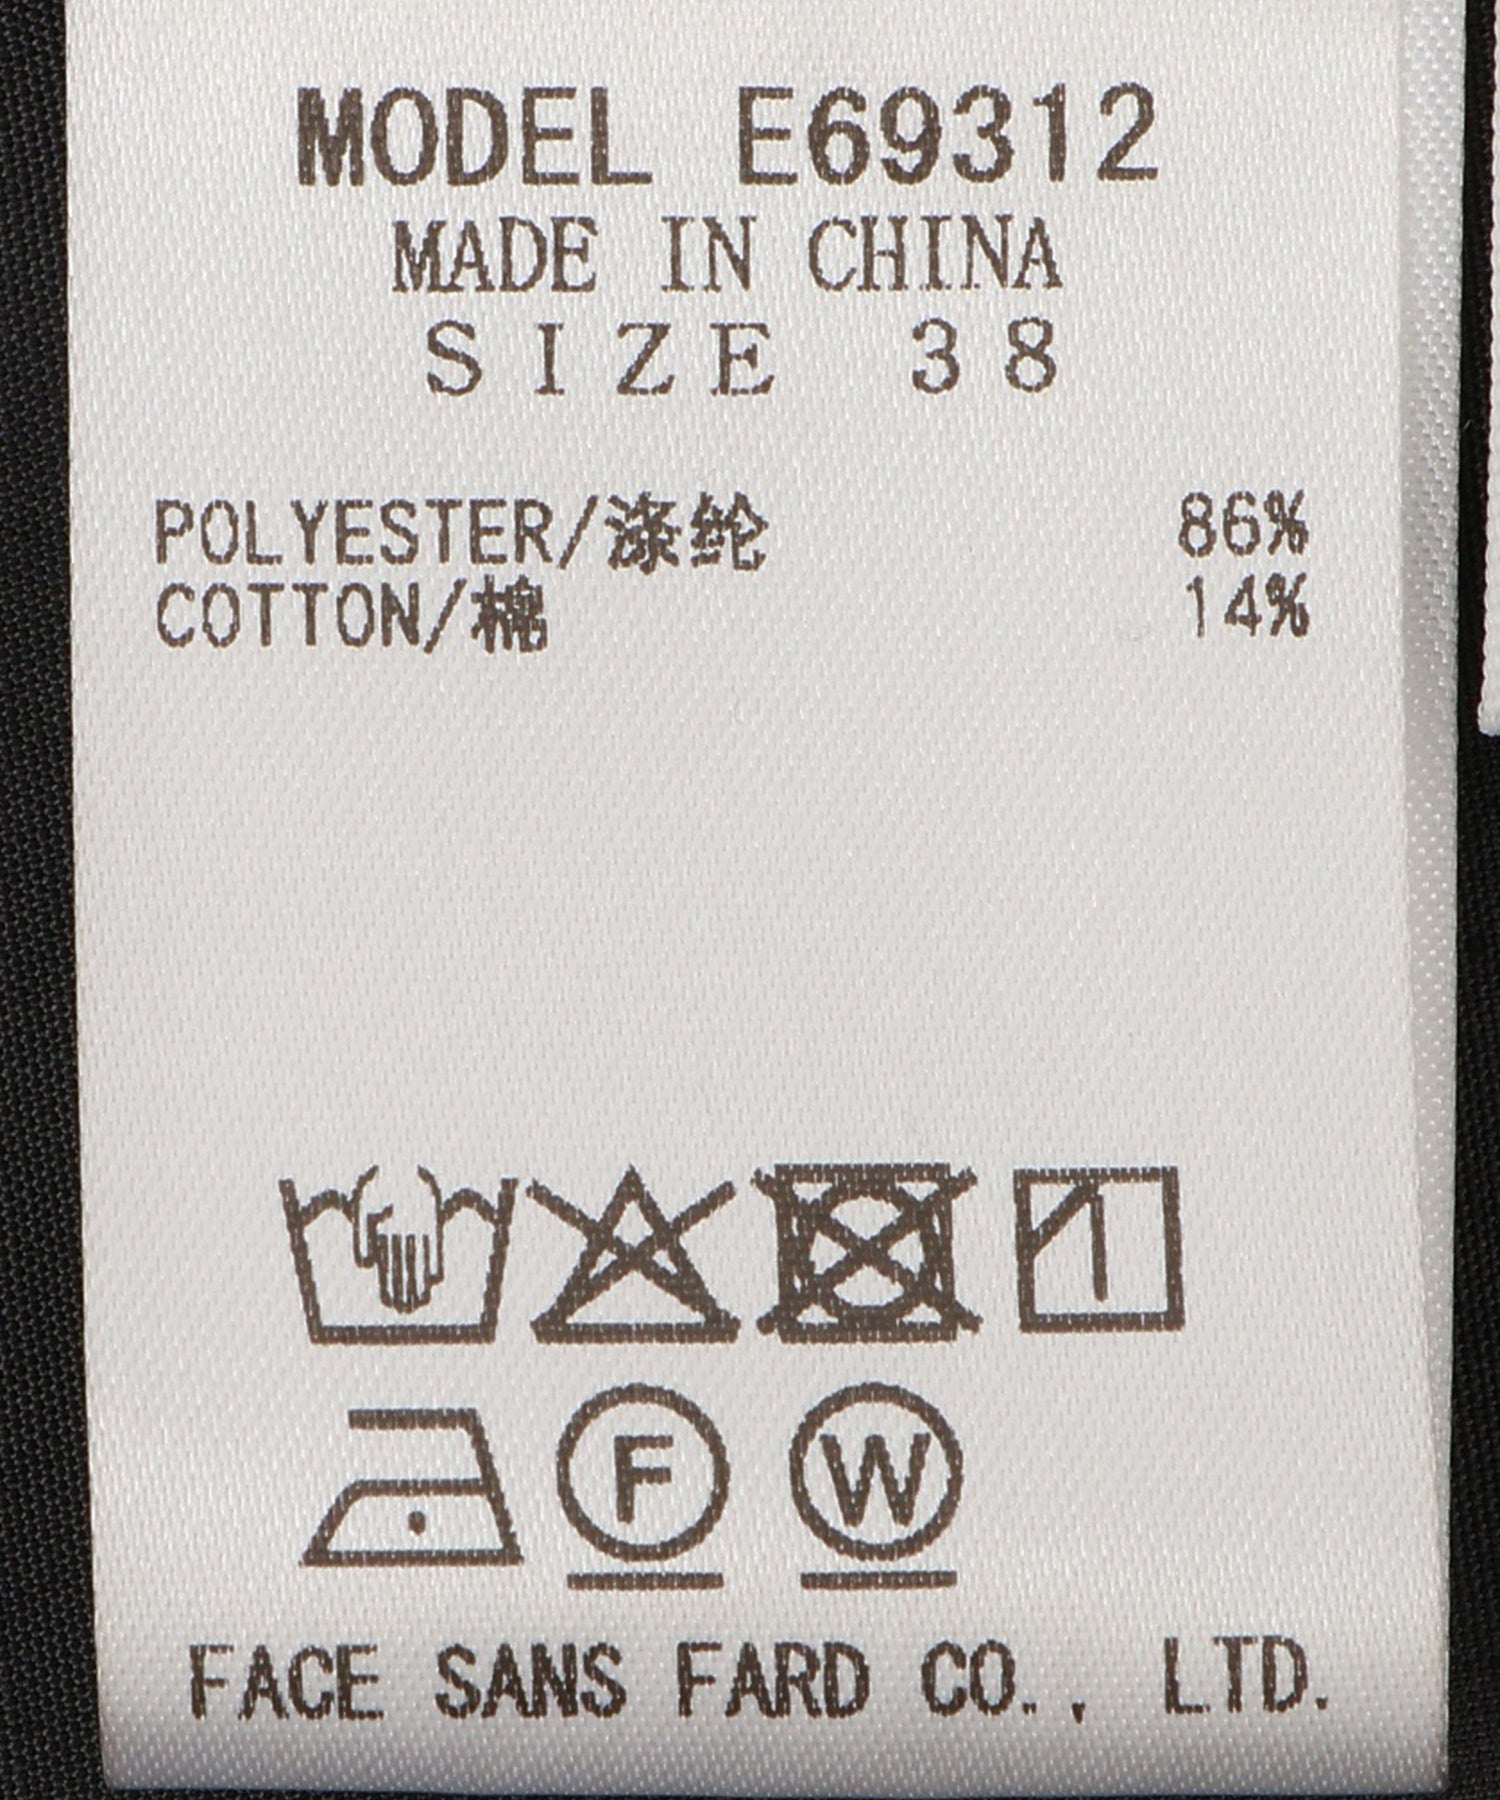 MODEL E69312
MADE IN CHINA
SIZE 38
POLYESTER/涤纶 86%
COTTON/棉 14%
F W
FACE SANS FARD CO., LTD.